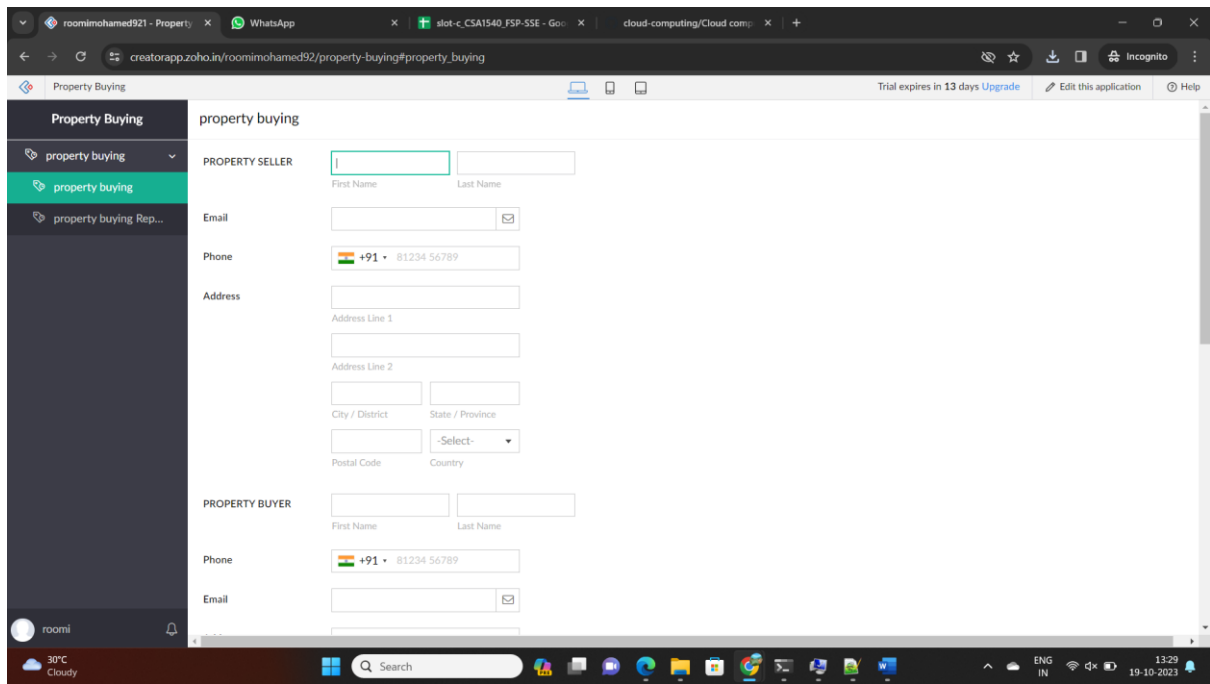 roomimohamed921 - Property
WhatsApp
slot-c_CSA1540_FSP-SSE - Goo
cloud-computing/Cloud comp
creatorapp.zoho.in/roomimohamed92/property-buying#property_buying
Incognito
Property Buying
Trial expires in 13 days Upgrade
Edit this application
Help
Property Buying
property buying
property buying
property buying Rep...
property buying
PROPERTY SELLER
First Name Last Name
Email
Phone +91 81234 56789
Address
Address Line 1
Address Line 2
City / District State / Province
-Select-
Postal Code Country
PROPERTY BUYER
First Name Last Name
Phone +91 81234 56789
Email
roomi
30°C
Cloudy
Search
ENG
IN
13:29
19-10-2023